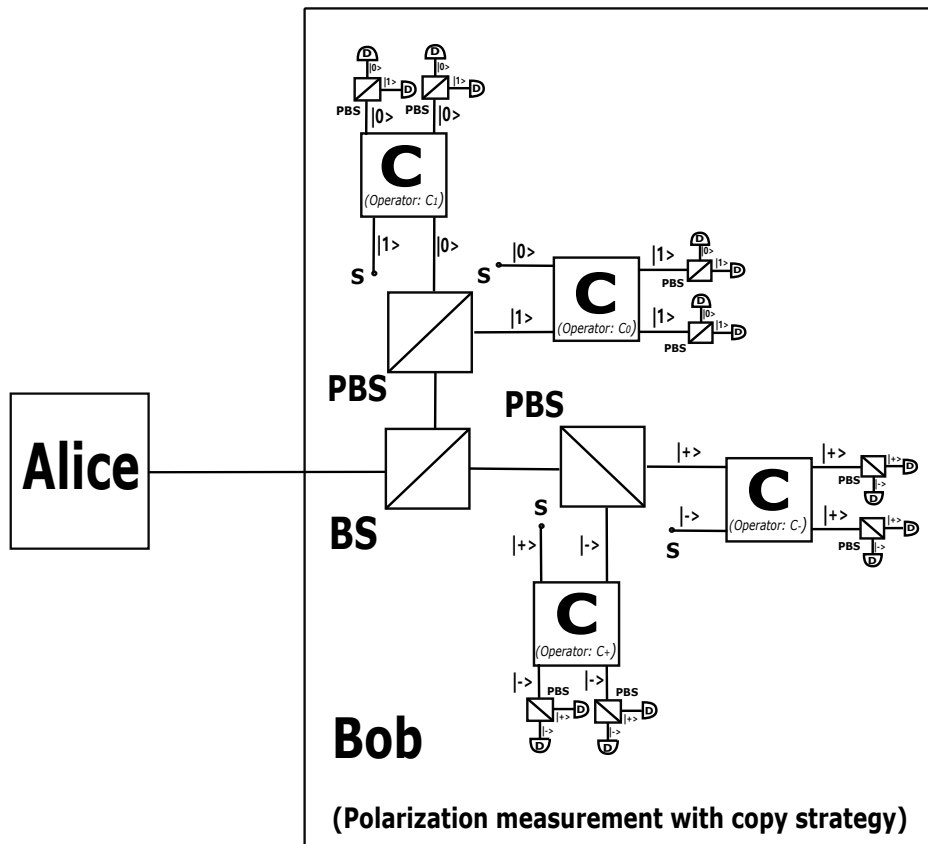 D D
|0> |0>
|1> D |1> D
PBS PBS
|0> |0>
C
(Operator: C1)
|1> |0>
S
S |0>
C
(Operator: C0)
|1>
|1> D |0> |1> D
PBS
|1> D |0> |1> D
PBS
PBS
Alice
BS
PBS
|+>
|->
S
C
(Operator: C-)
|+> |+> D
PBS |-> D
|+> |+> D
PBS |-> D
S
|+> |->
C
(Operator: C+)
|-> |->
PBS PBS
|+> D |+> D
|-> |->
D D
Bob
(Polarization measurement with copy strategy)